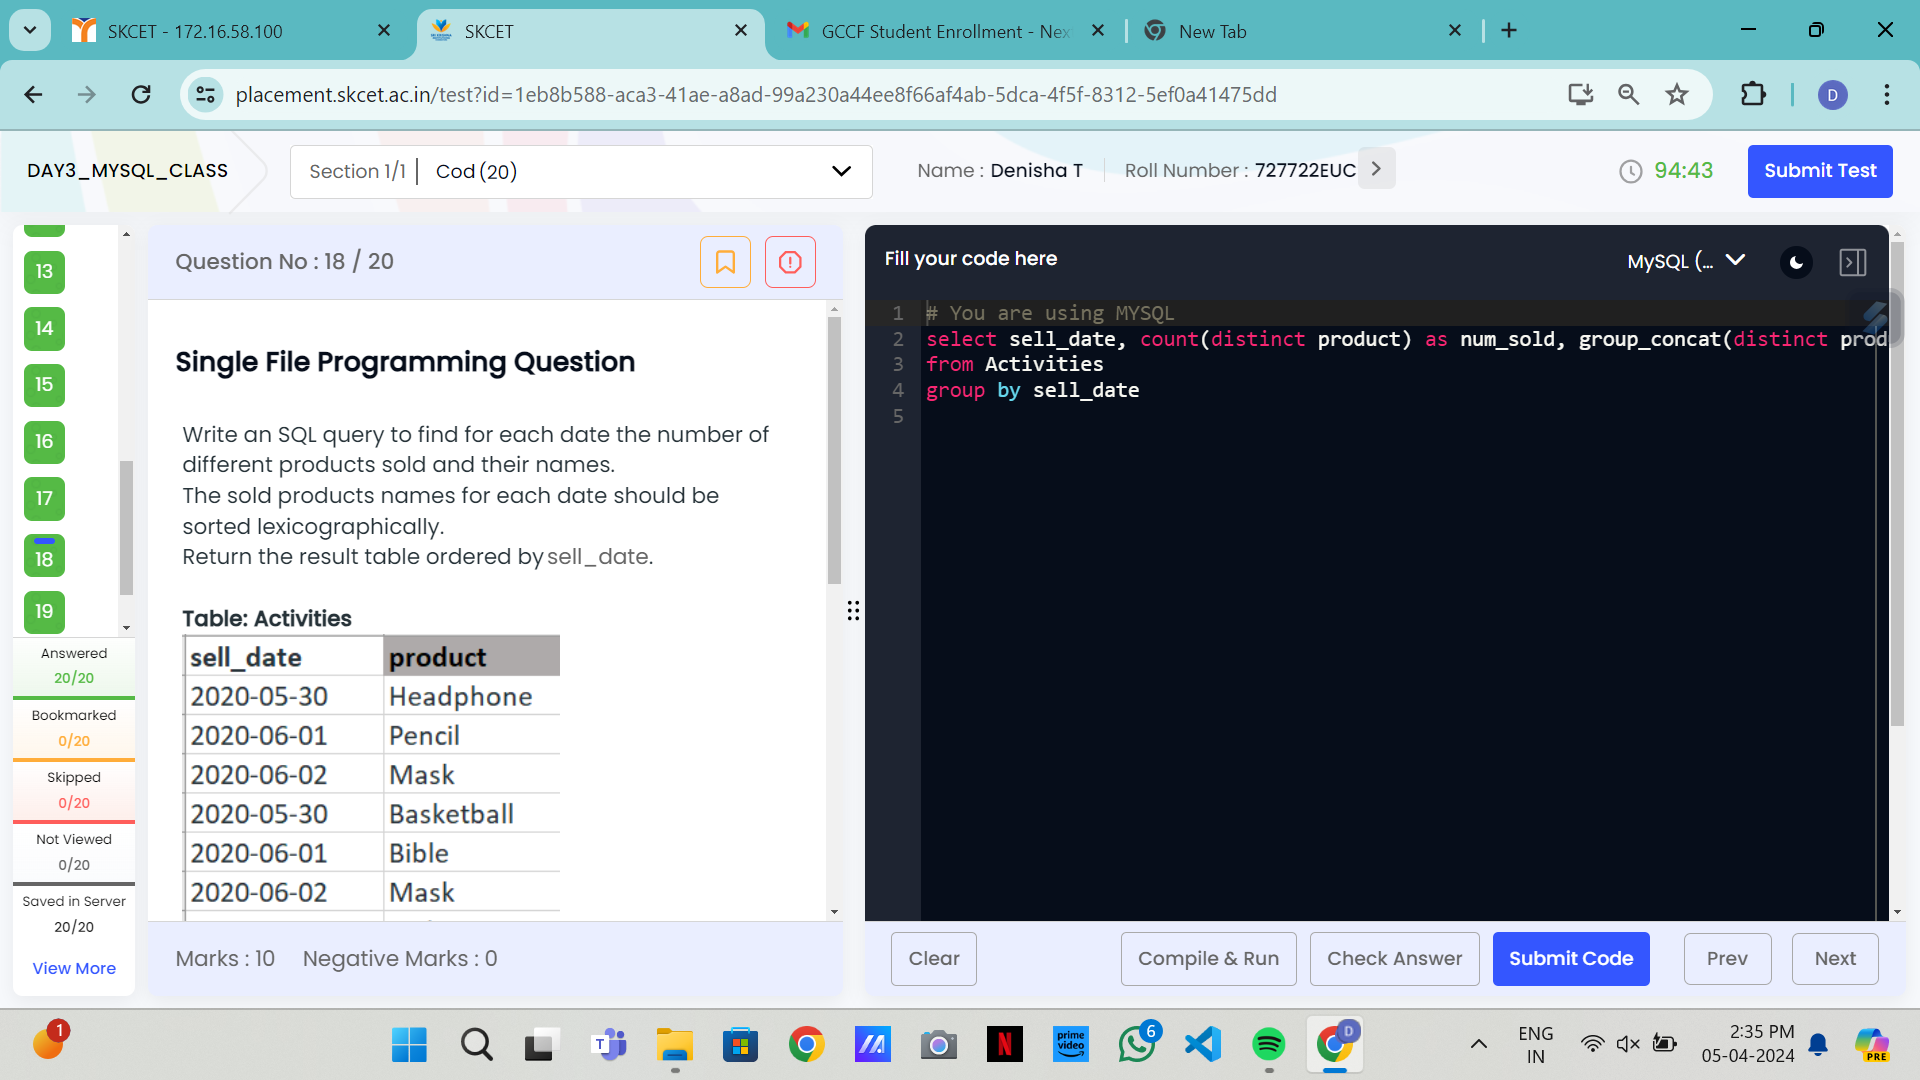 SKCET - 172.16.58.100
SKCET
GCCF Student Enrollment - Nex
New Tab
placement.skcet.ac.in/test?id=1eb8b588-aca3-41ae-a8ad-99a230a44ee8f66af4ab-5dca-4f5f-8312-5ef0a41475dd
D
DAY3_MYSQL_CLASS
Section 1/1 | Cod (20)
Name : Denisha T
Roll Number : 727722EUC
94:43
Submit Test
13
14
15
16
17
18
19
Answered
20/20
Bookmarked
0/20
Skipped
0/20
Not Viewed
0/20
Saved in Server
20/20
View More
Question No : 18 / 20
Single File Programming Question
Write an SQL query to find for each date the number of
different products sold and their names.
The sold products names for each date should be
sorted lexicographically.
Return the result table ordered by sell_date.
Table: Activities
sell_date product
2020-05-30 Headphone
2020-06-01 Pencil
2020-06-02 Mask
2020-05-30 Basketball
2020-06-01 Bible
2020-06-02 Mask
Marks : 10 Negative Marks : 0
Fill your code here
MySQL (...
1 # You are using MYSQL
2 select sell_date, count(distinct product) as num_sold, group_concat(distinct prod
3 from Activities
4 group by sell_date
5
Clear
Compile & Run
Check Answer
Submit Code
Prev
Next
1
T
prime
video
6
D
ENG
IN
2:35 PM
05-04-2024
PRE